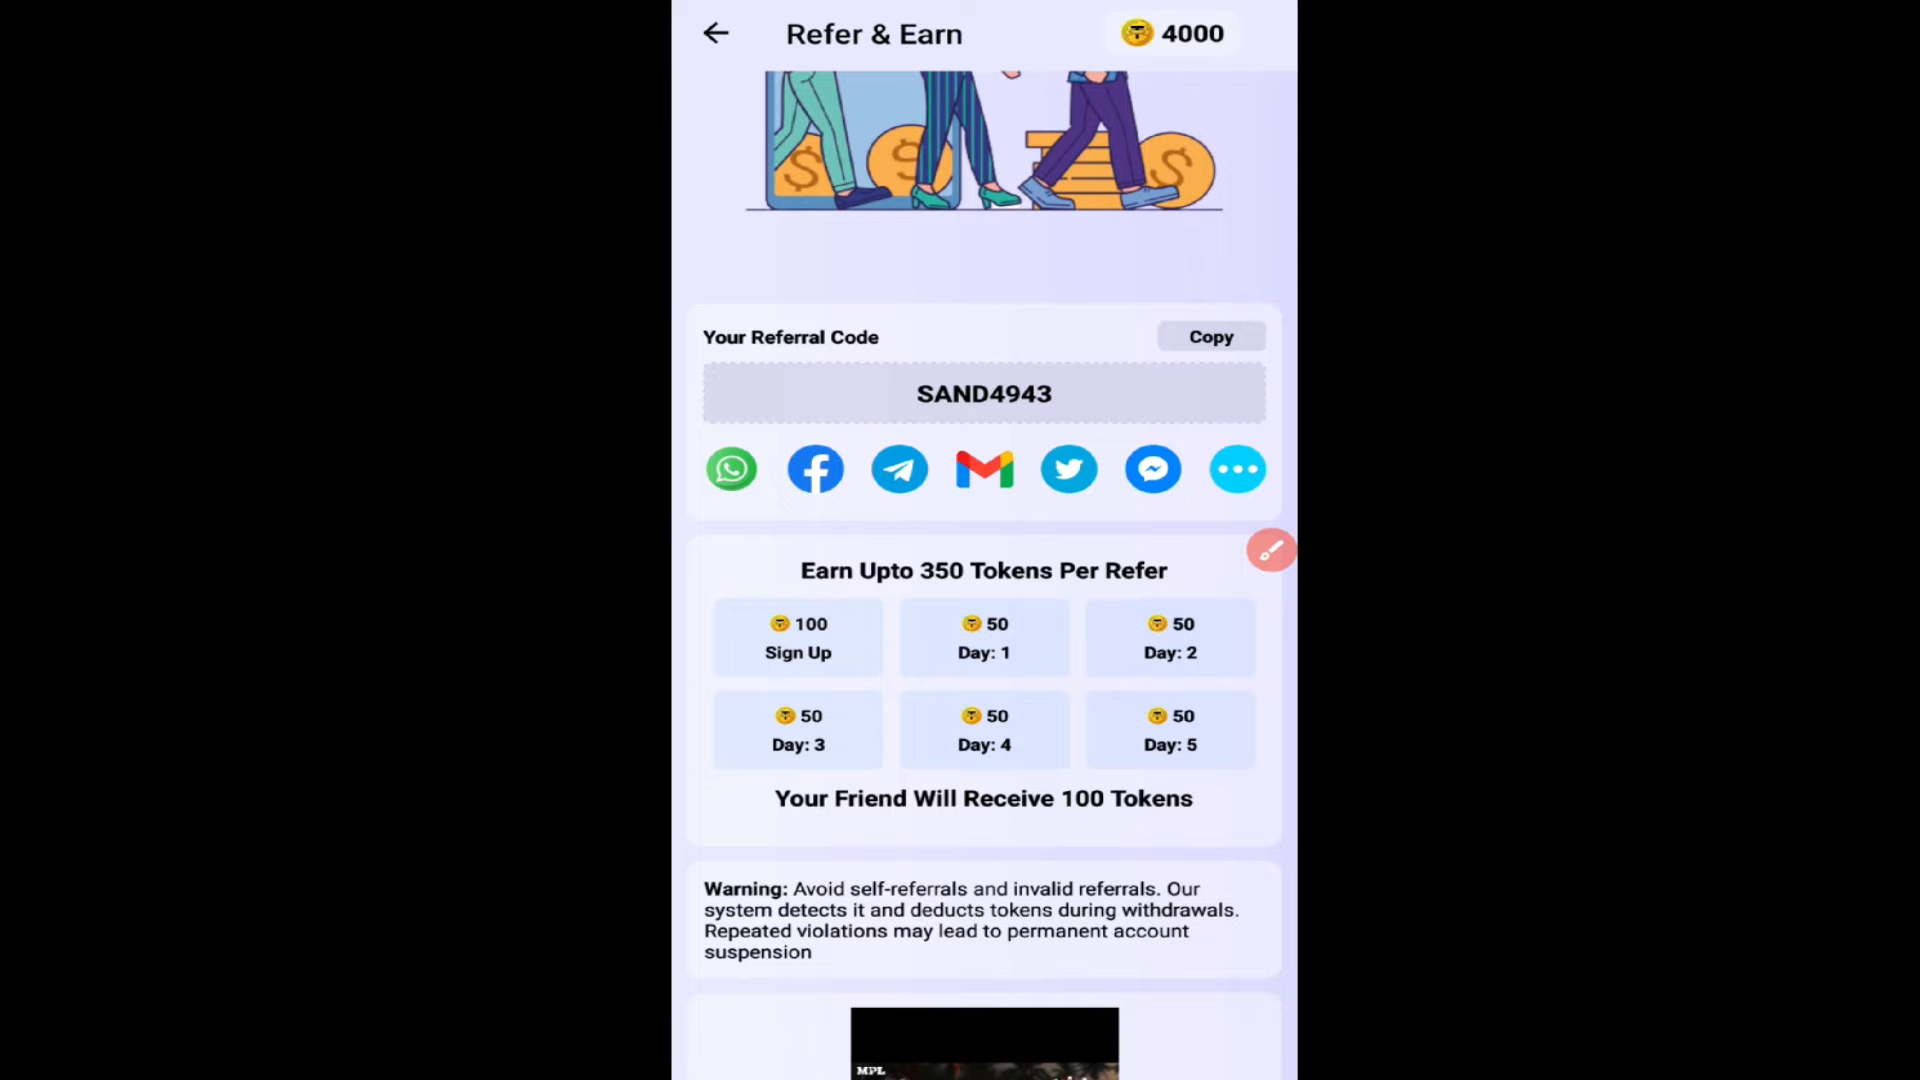 Refer & Earn
4000
Your Referral Code
Copy
SAND4943
Earn Upto 350 Tokens Per Refer
100
Sign Up
50
Day: 1
50
Day: 2
50
Day: 3
50
Day: 4
50
Day: 5
Your Friend Will Receive 100 Tokens
Warning: Avoid self-referrals and invalid referrals. Our
system detects it and deducts tokens during withdrawals.
Repeated violations may lead to permanent account
suspension
MPL